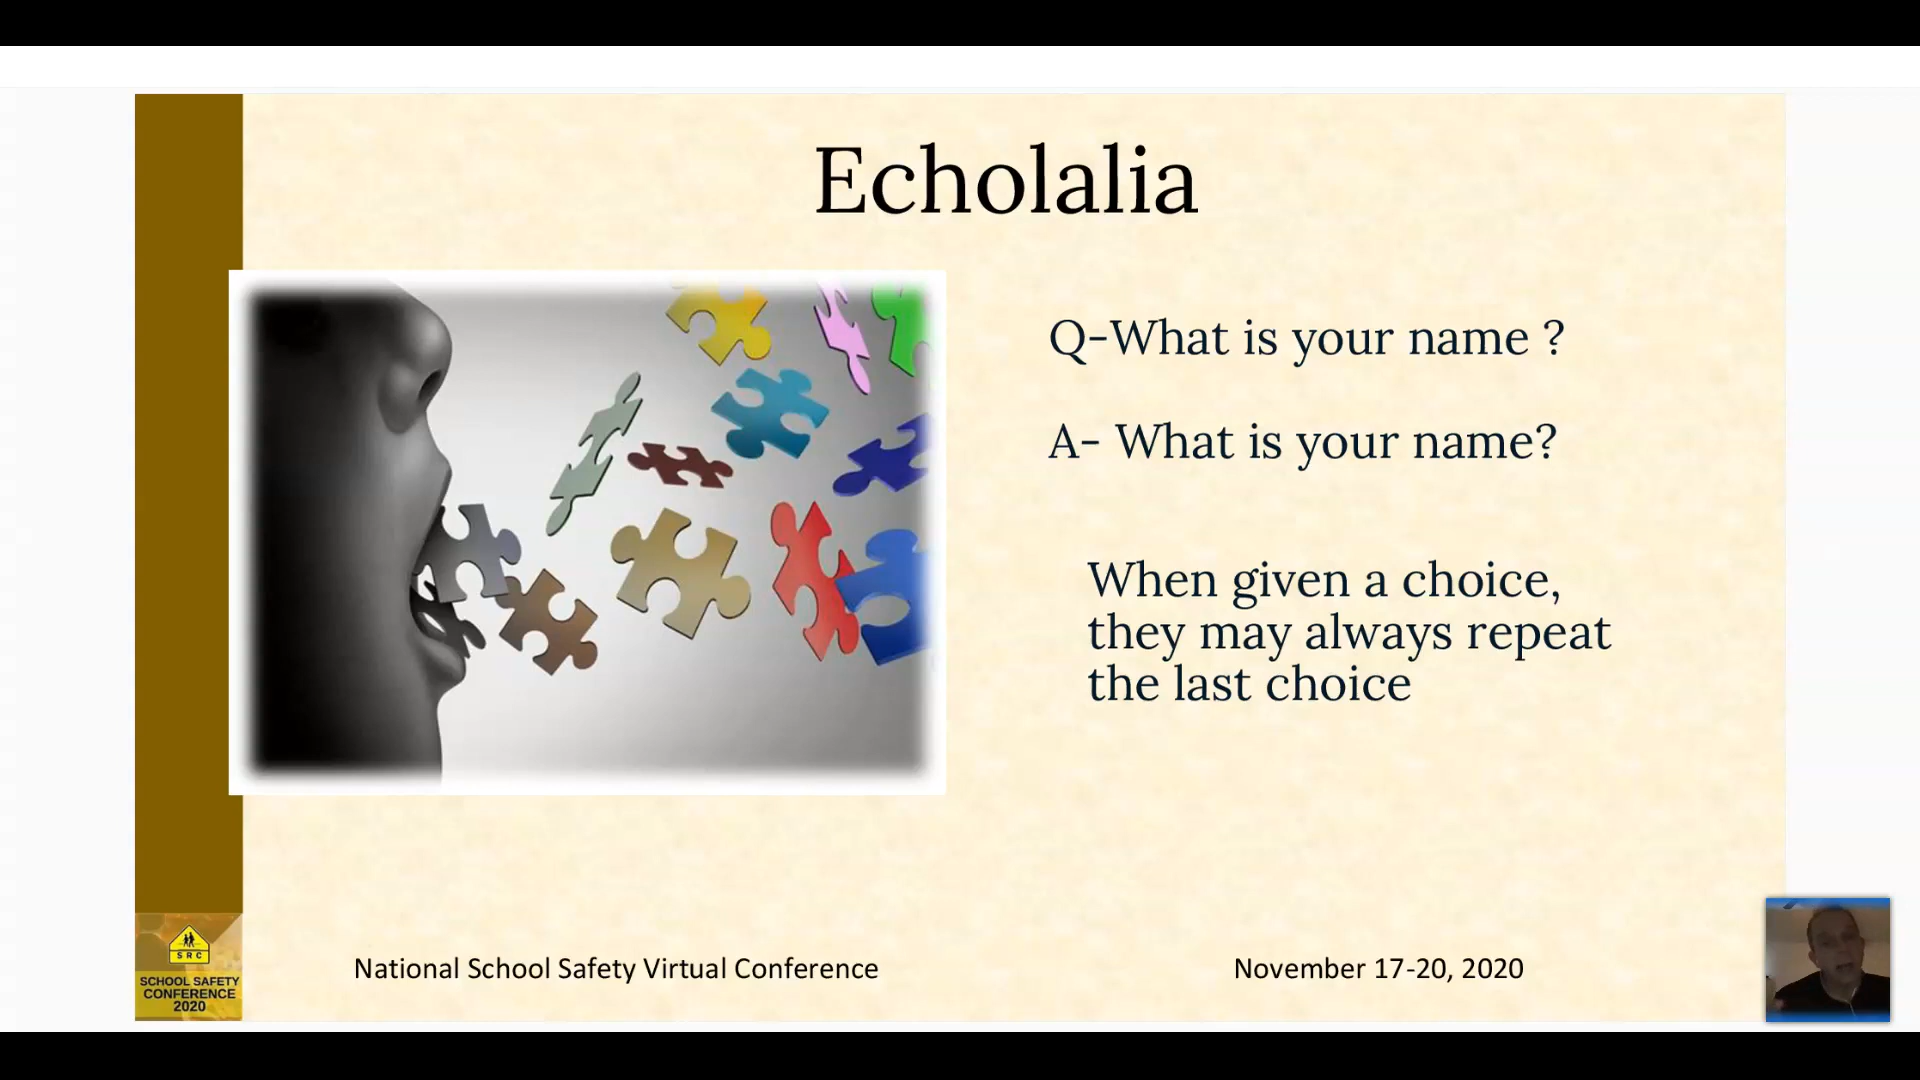 Echolalia
Q-What is your name ?
A- What is your name?
When given a choice,
they may always repeat
the last choice
SRC
SCHOOL SAFETY
CONFERENCE
2020
National School Safety Virtual Conference
November 17-20, 2020